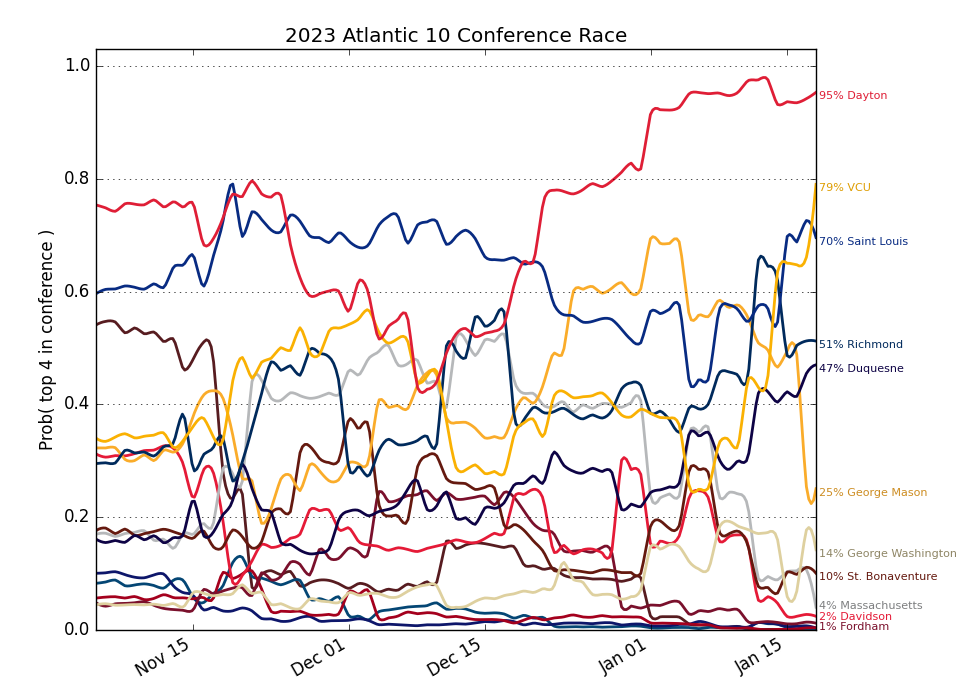 2023 Atlantic 10 Conference Race
Prob( top 4 in conference )
1.0
0.8
0.6
0.4
0.2
0.0
Nov 15
Dec 01
Dec 15
Jan 01
Jan 15
95% Dayton
79% VCU
70% Saint Louis
51% Richmond
47% Duquesne
25% George Mason
14% George Washington
10% St. Bonaventure
4% Massachusetts
2% Davidson
1% Fordham